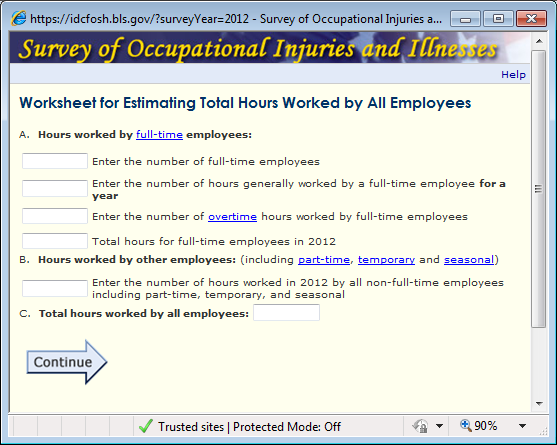 https://idcfosh.bls.gov/?surveyYear=2012 - Survey of Occupational Injuries a...
Survey of Occupational Injuries and Illnesses
Help
Worksheet for Estimating Total Hours Worked by All Employees
A. Hours worked by full-time employees:
Enter the number of full-time employees
Enter the number of hours generally worked by a full-time employee for a
year
Enter the number of overtime hours worked by full-time employees
Total hours for full-time employees in 2012
B. Hours worked by other employees: (including part-time, temporary and seasonal)
Enter the number of hours worked in 2012 by all non-full-time employees
including part-time, temporary, and seasonal
C. Total hours worked by all employees:
Continue
Trusted sites | Protected Mode: Off
90%